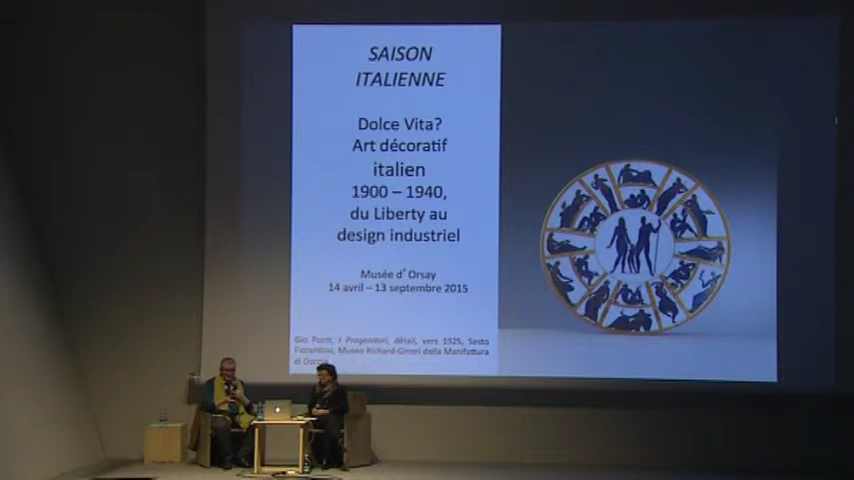 SAISON
ITALIENNE
Dolce Vita?
Art décoratif
italien
1900 – 1940,
du Liberty au
design industriel
Musée d' Orsay
14 avril – 13 septembre 2015
Gio Ponti, I Progenitori, détail, vers 1925, Sesto
Fiorentino, Museo Richard-Ginori della Manifattura
di Doccia